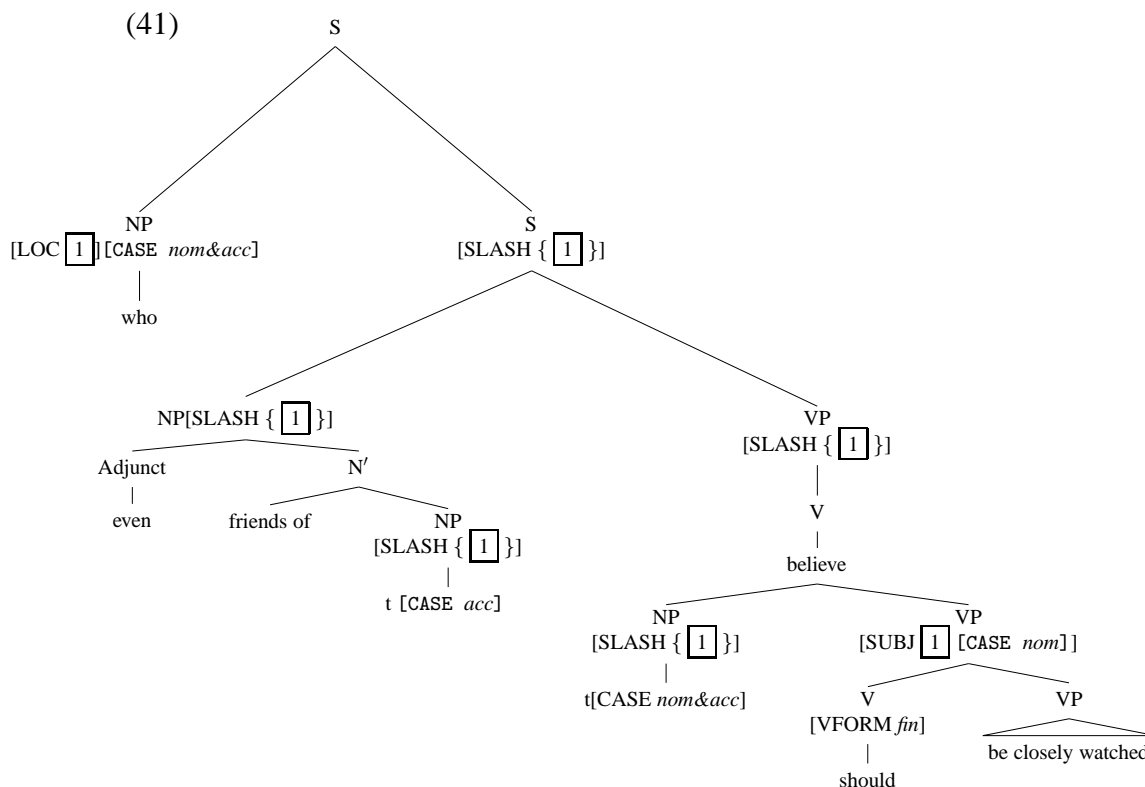 (41)
S
NP S
[LOC 1][CASE nom&acc] [SLASH { 1 }]
who
NP[SLASH { 1 }] VP
[SLASH { 1 }]
Adjunct N′
even friends of NP V
[SLASH { 1 }]
believe
t [CASE acc]
NP VP
[SLASH { 1 }] [SUBJ 1 [CASE nom]]
t[CASE nom&acc] V VP
[VFORM fin]
be closely watched
should